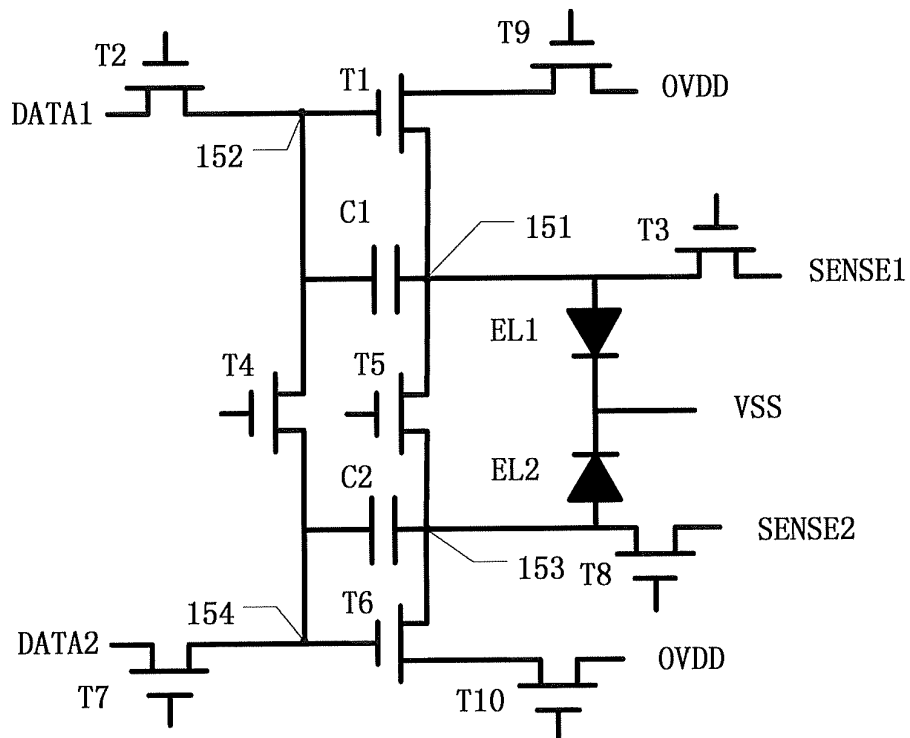 T2
T9
T1
OVDD
DATA1
152
C1
151
T3
SENSE1
EL1
T4
T5
VSS
EL2
C2
SENSE2
153
T8
154
T6
DATA2
OVDD
T7
T10